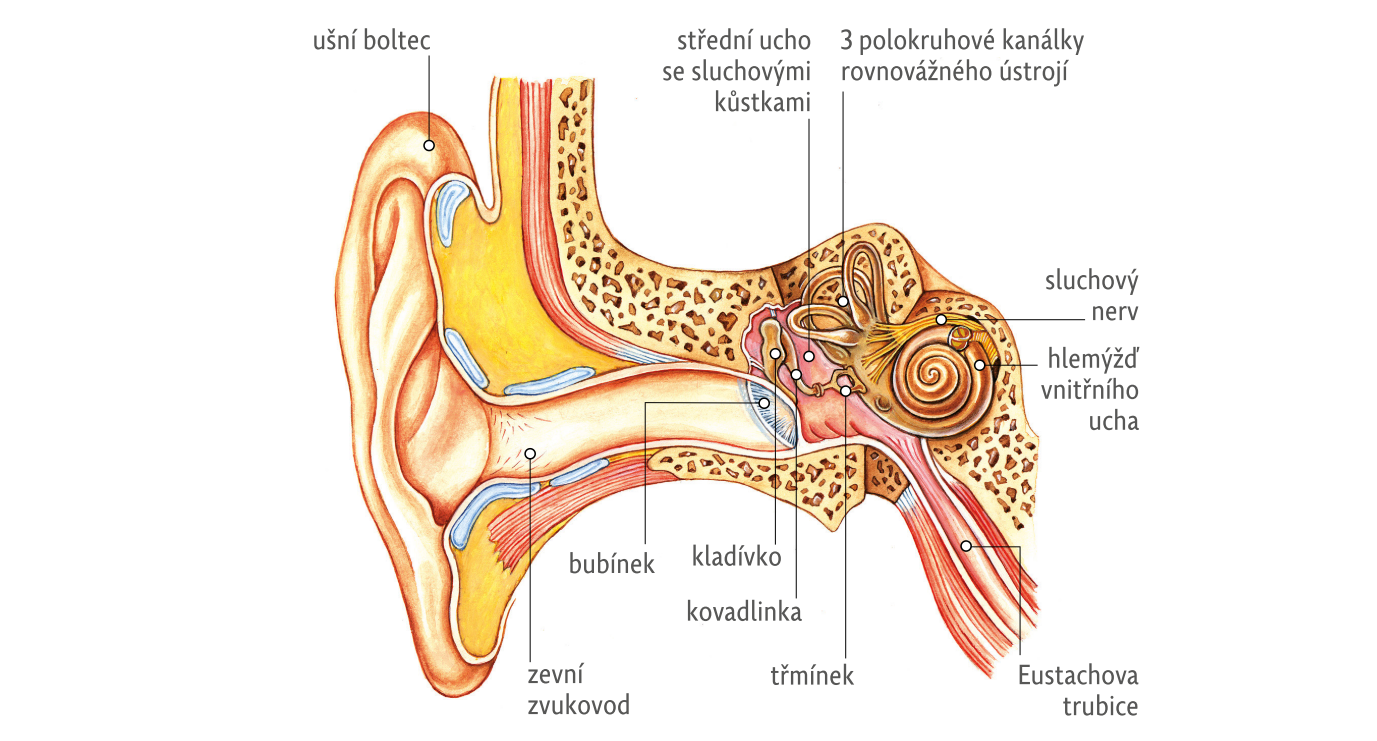 ušní boltec
střední ucho
se sluchovými
kůstkami
3 polokruhové kanálky
rovnovážného ústrojí
sluchový
nerv
hlemýžď
vnitřního
ucha
bubínek
kladívko
kovadlinka
třmínek
zevní
zvukovod
Eustachova
trubice